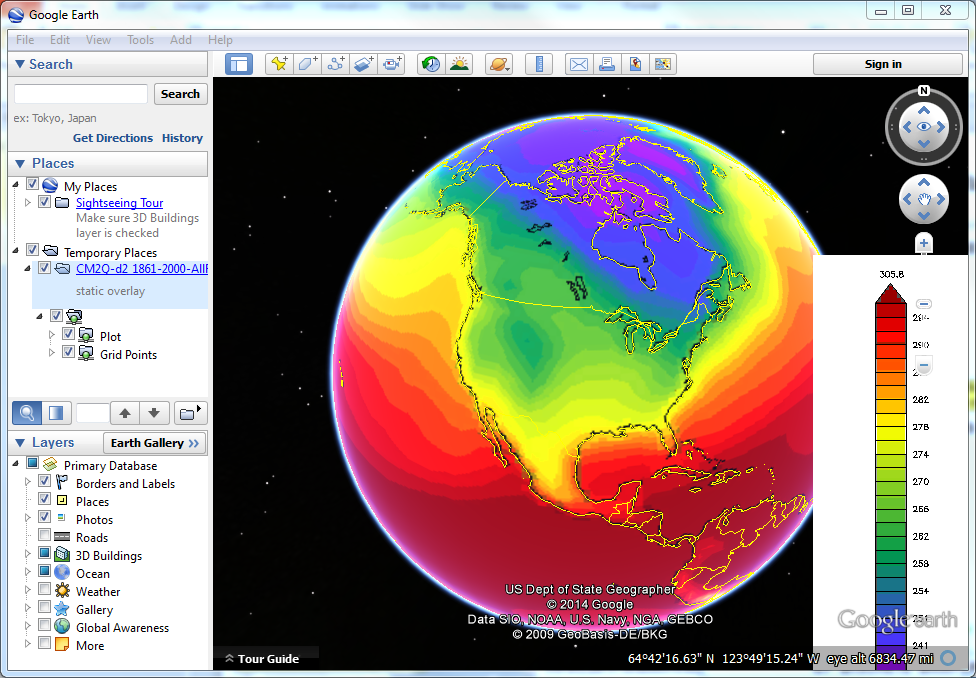 Google Earth
File Edit View Tools Add Help
Search
Sign in
Search
ex: Tokyo, Japan
Get Directions History
Places
My Places
Sightseeing Tour
Make sure 3D Buildings
layer is checked
Temporary Places
CM2Q-d2 1861-2000-AllF
static overlay
Plot
Grid Points
Layers
Earth Gallery >>
Primary Database
Borders and Labels
Places
Photos
Roads
3D Buildings
Ocean
Weather
Gallery
Global Awareness
More
N
305.8
290
282
278
274
270
266
262
258
254
241
US Dept of State Geographer
© 2014 Google
Data SIO, NOAA, U.S. Navy, NGA, GEBCO
© 2009 GeoBasis-DE/BKG
Google earth
Tour Guide
64°42'16.63" N 123°49'15.24" W eye alt 6834.47 mi